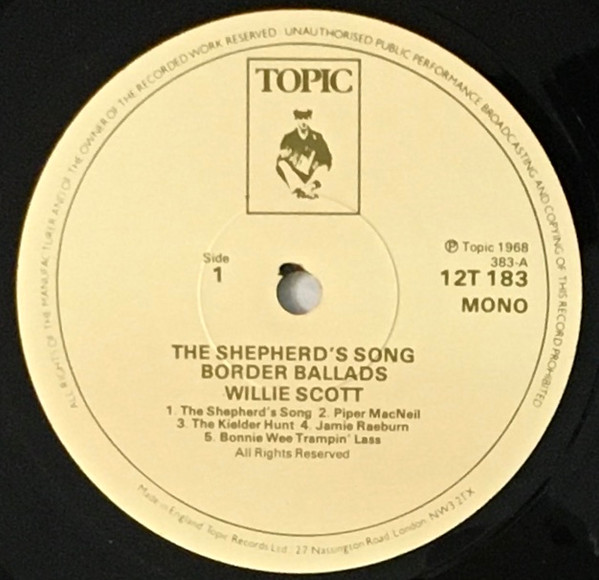 ALL RIGHTS OF THE MANUFACTURER AND OF THE OWNER OF THE RECORDED WORK RESERVED · UNAUTHORISED PUBLIC PERFORMANCE BROADCASTING AND COPYING OF THIS RECORD PROHIBITED
TOPIC
Side
1
℗ Topic 1968
383-A
12T 183
MONO
THE SHEPHERD'S SONG
BORDER BALLADS
WILLIE SCOTT
1. The Shepherd's Song 2. Piper MacNeil
3. The Kielder Hunt 4. Jamie Raeburn
5. Bonnie Wee Trampin' Lass
All Rights Reserved
Made in England. Topic Records Ltd., 27 Nassington Road, London, NW3 2TX